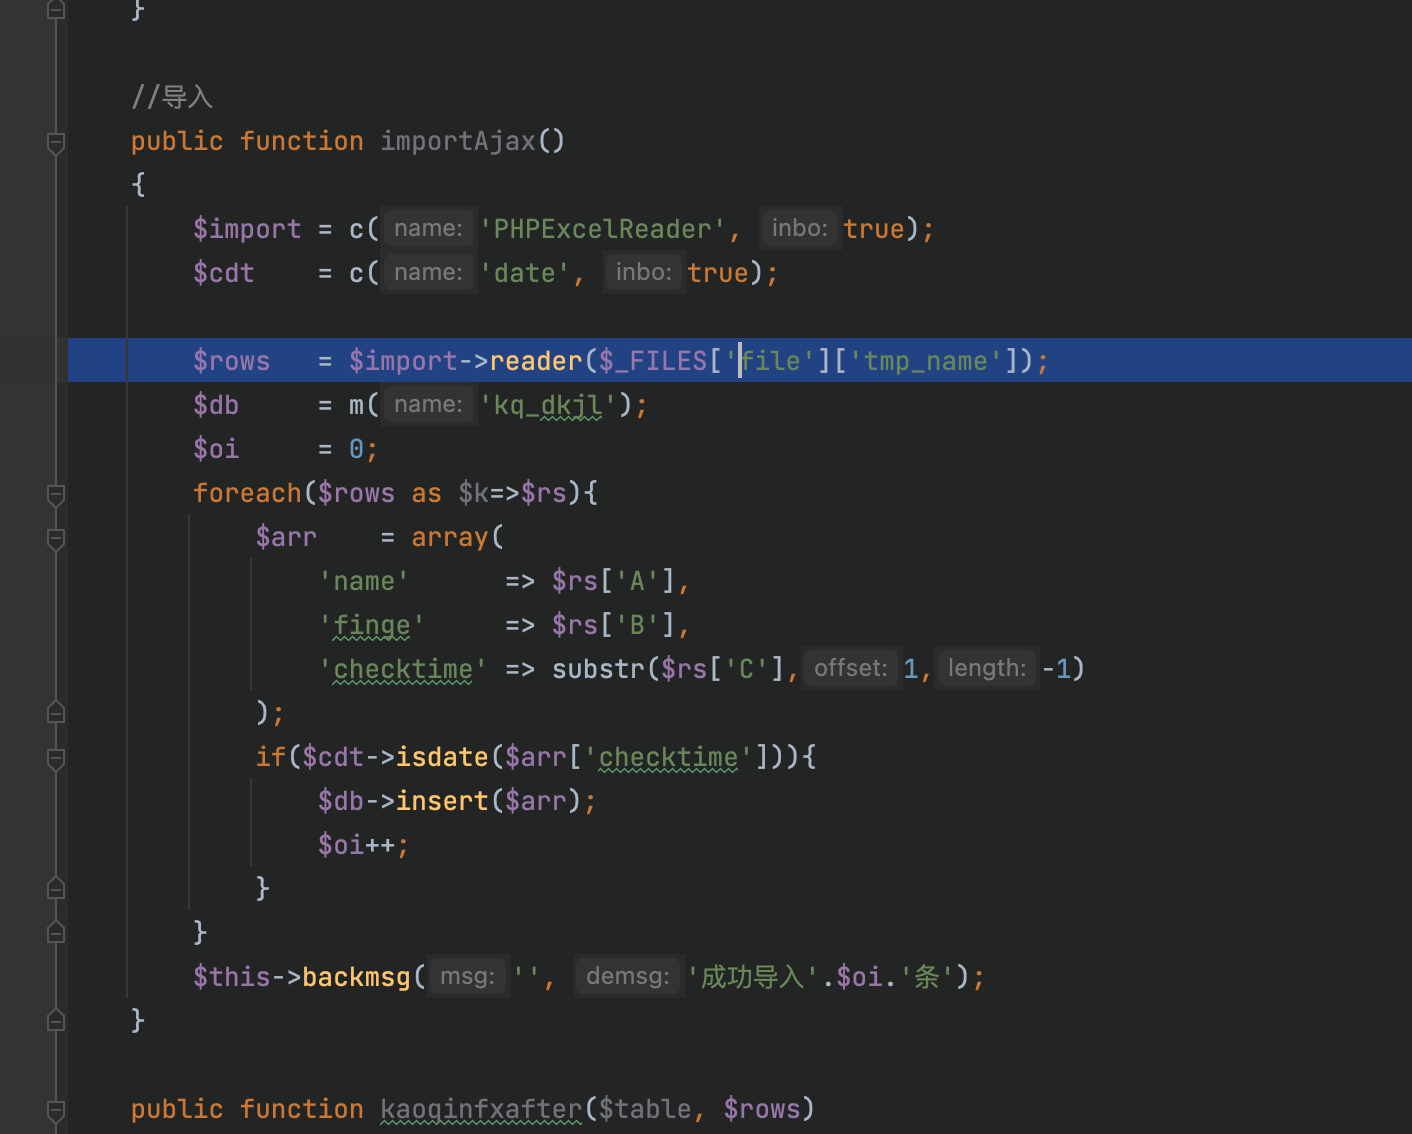 }
//导入
public function importAjax()
{
$import = c( name: 'PHPExcelReader', inbo: true);
$cdt    = c( name: 'date', inbo: true);
$rows   = $import->reader($_FILES['file']['tmp_name']);
$db     = m( name: 'kq_dkjl');
$oi     = 0;
foreach($rows as $k=>$rs){
$arr    = array(
'name'      => $rs['A'],
'finge'     => $rs['B'],
'checktime' => substr($rs['C'], offset: 1, length: -1)
);
if($cdt->isdate($arr['checktime'])){
$db->insert($arr);
$oi++;
}
}
$this->backmsg( msg: '', demsg: '成功导入'.$oi.'条');
}
public function kaoqinfxafter($table, $rows)